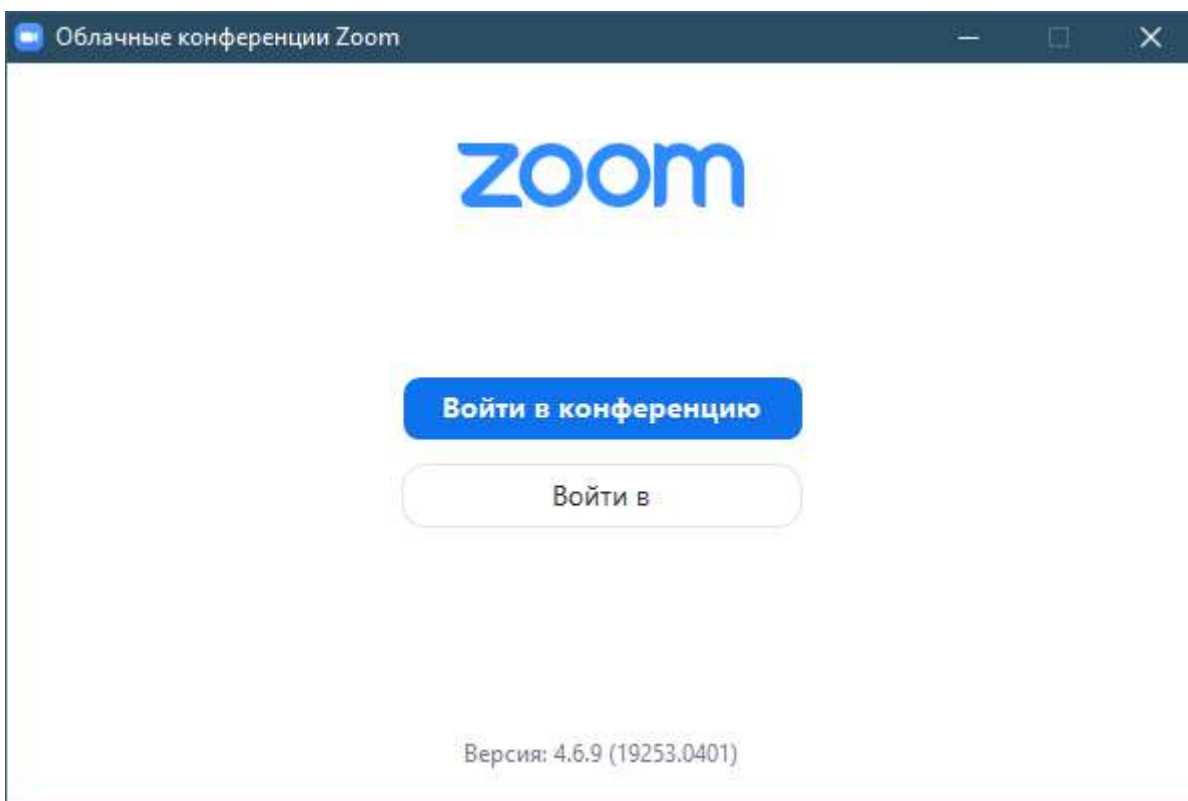 Облачные конференции Zoom
zoom
Войти в конференцию
Войти в
Версия: 4.6.9 (19253.0401)